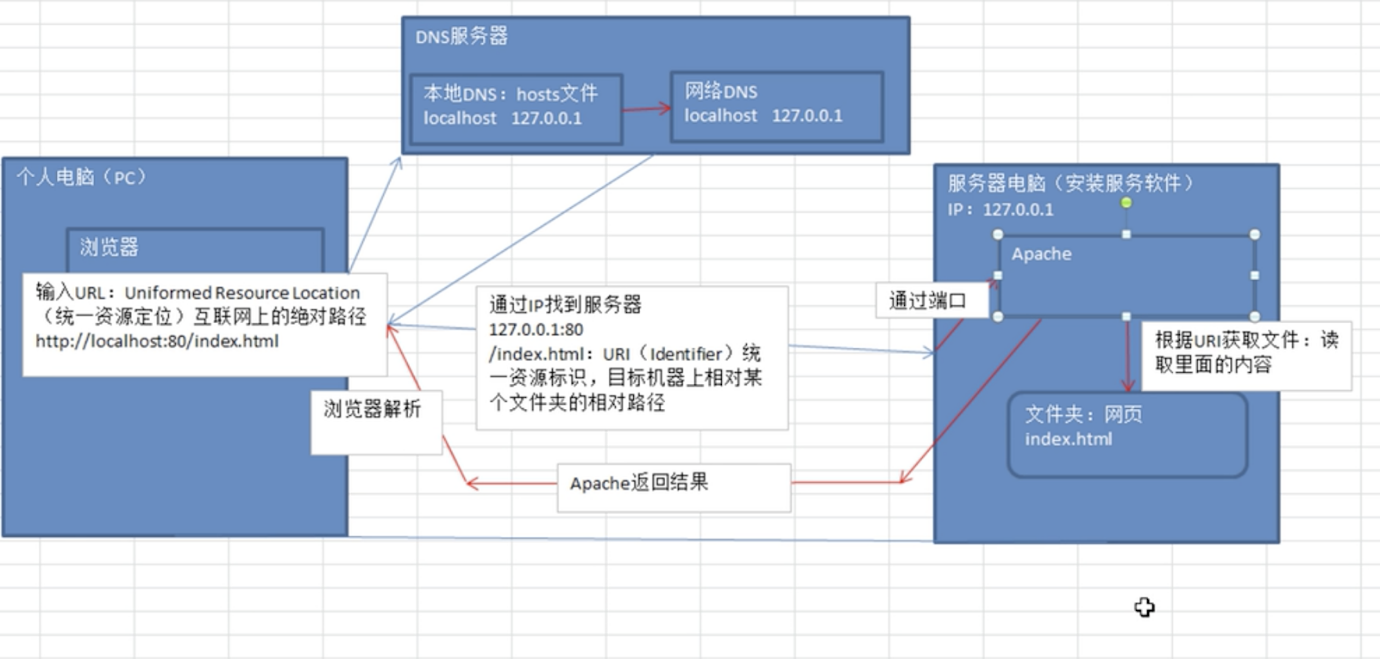 DNS服务器
本地DNS：hosts文件
localhost 127.0.0.1
网络DNS
localhost 127.0.0.1
个人电脑（PC）
浏览器
输入URL：Uniformed Resource Location
（统一资源定位）互联网上的绝对路径
http://localhost:80/index.html
浏览器解析
通过IP找到服务器
127.0.0.1:80
/index.html：URI（Identifier）统
一资源标识，目标机器上相对某
个文件夹的相对路径
Apache返回结果
服务器电脑（安装服务软件）
IP：127.0.0.1
Apache
通过端口
根据URI获取文件：读
取里面的内容
文件夹：网页
index.html